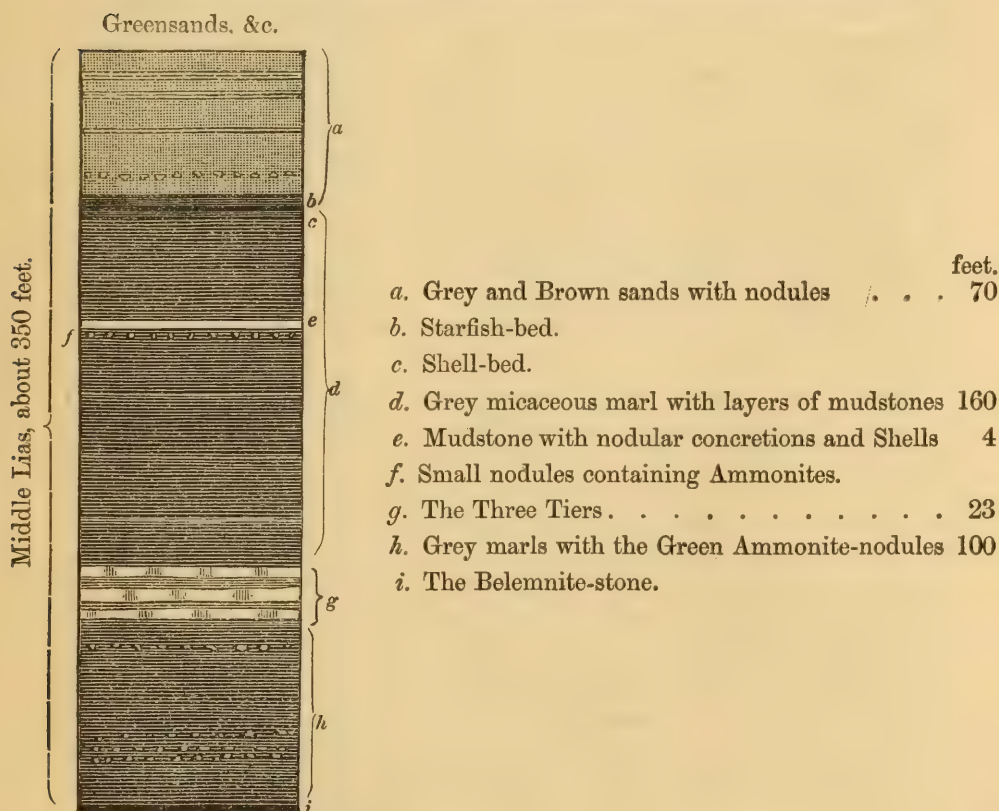 Greensands, &c.
Middle Lias, about 350 feet.
a
b
c
e
f
d
g
h
i
feet.
a. Grey and Brown sands with nodules . . . 70
b. Starfish-bed.
c. Shell-bed.
d. Grey micaceous marl with layers of mudstones 160
e. Mudstone with nodular concretions and Shells 4
f. Small nodules containing Ammonites.
g. The Three Tiers . . . . . . . . . . . 23
h. Grey marls with the Green Ammonite-nodules 100
i. The Belemnite-stone.